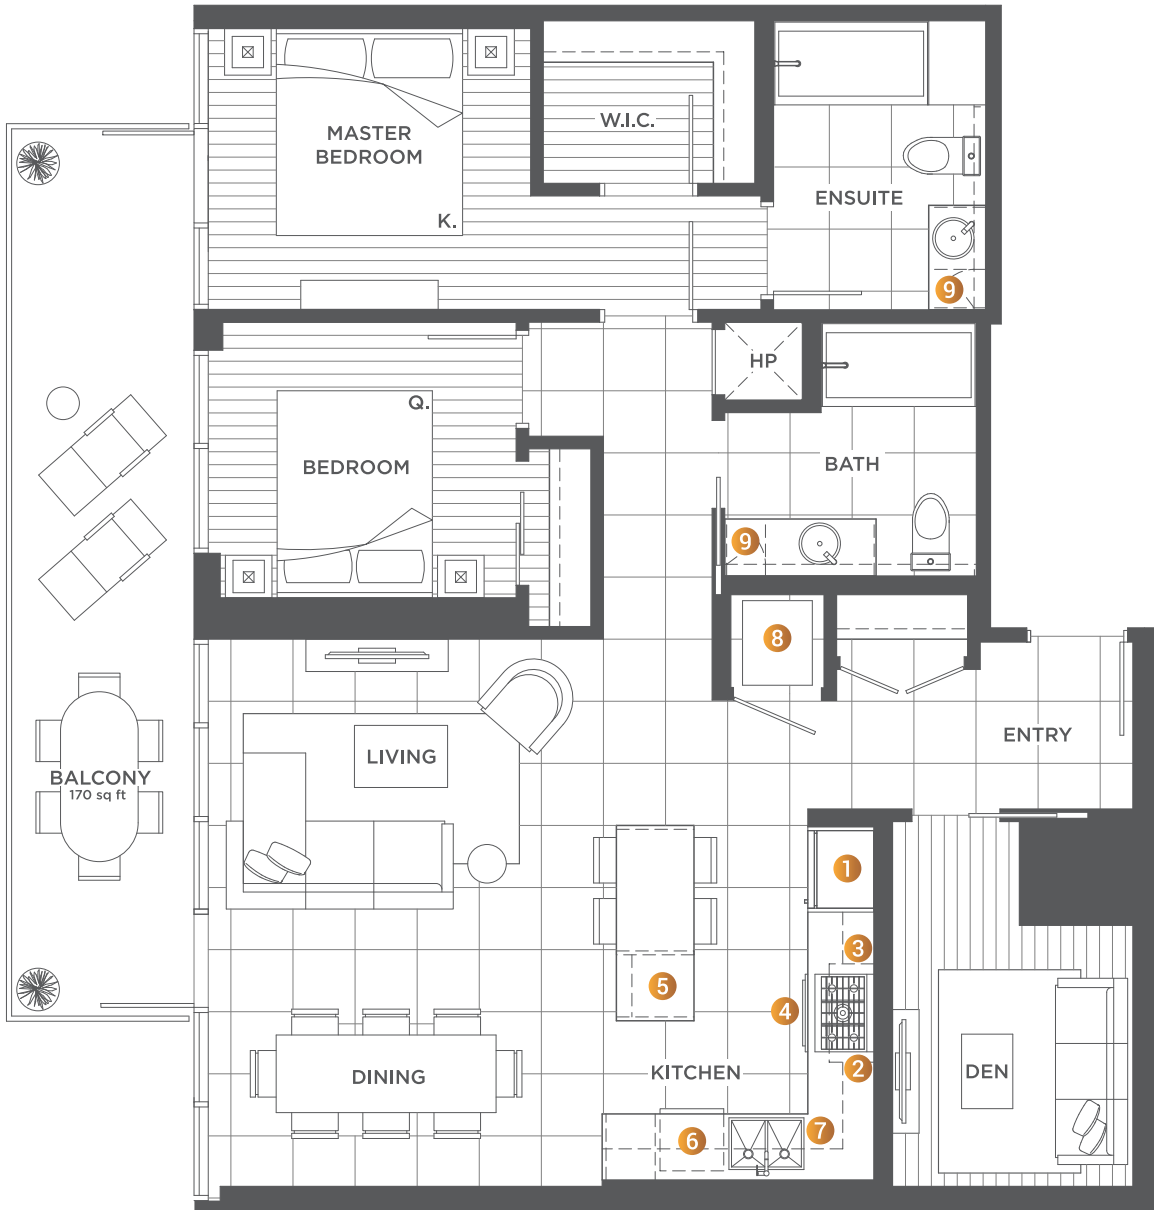 MASTER
BEDROOM
K.
W.I.C.
ENSUITE
9
HP
Q.
BEDROOM
BATH
9
8
ENTRY
LIVING
BALCONY
170 sq ft
1
3
5
4
2
KITCHEN
DINING
DEN
7
6